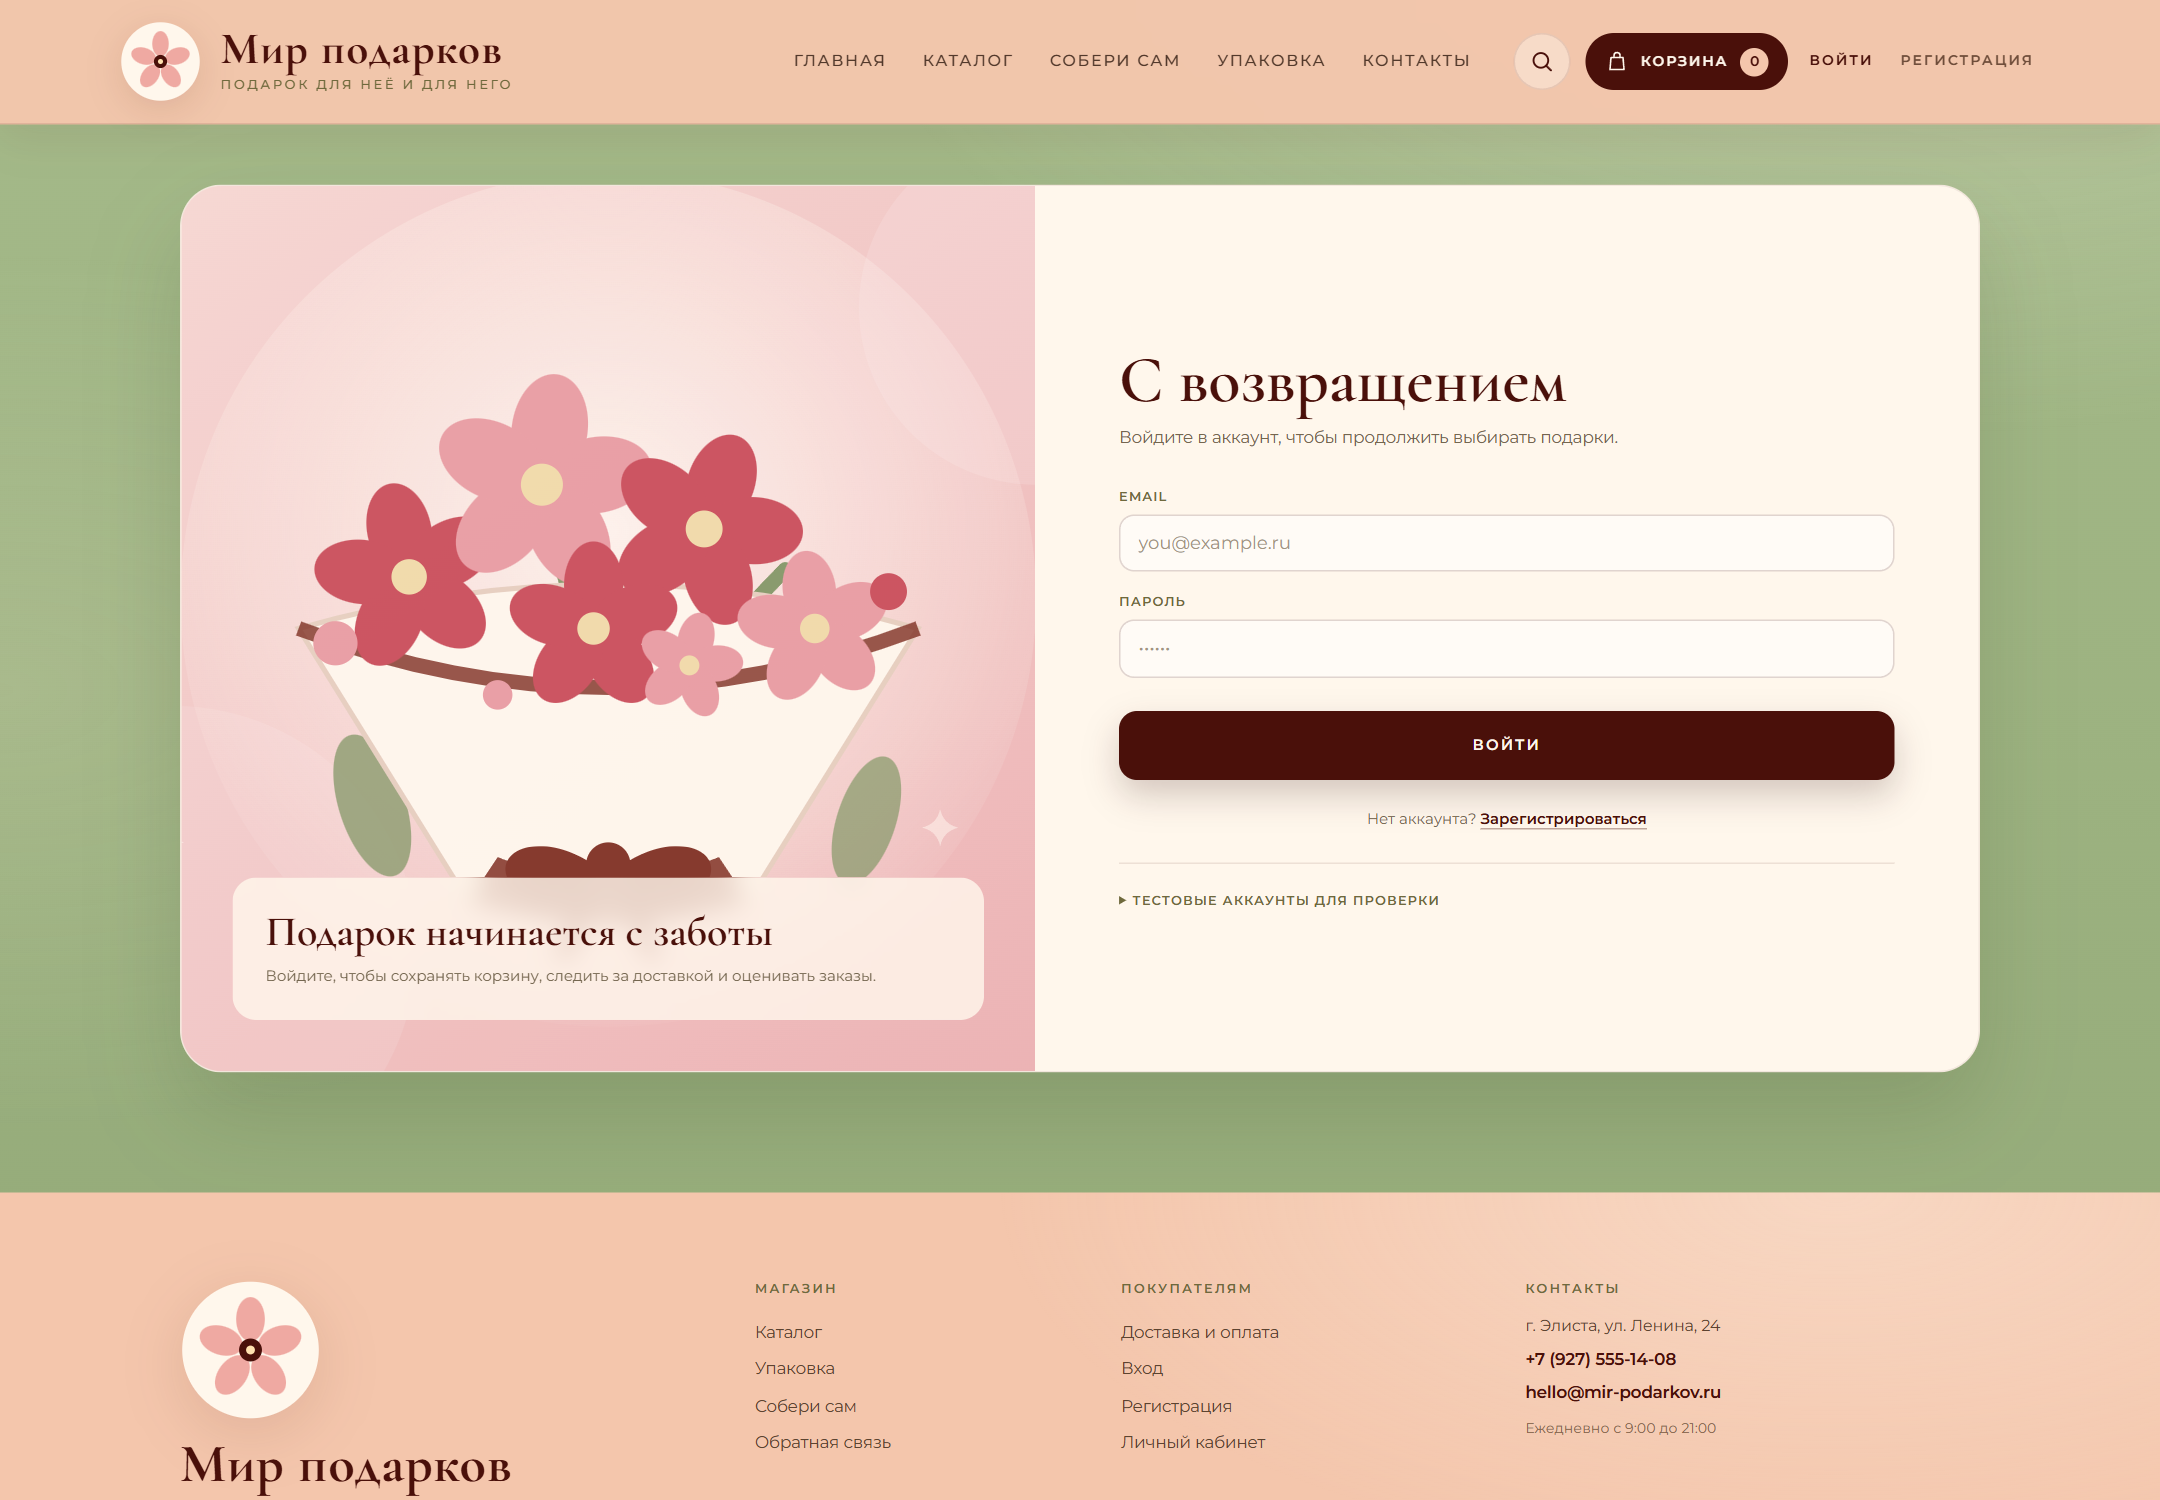 Мир подарков
ПОДАРОК ДЛЯ НЕЁ И ДЛЯ НЕГО
ГЛАВНАЯ КАТАЛОГ СОБЕРИ САМ УПАКОВКА КОНТАКТЫ КОРЗИНА 0 ВОЙТИ РЕГИСТРАЦИЯ
С возвращением
Войдите в аккаунт, чтобы продолжить выбирать подарки.
EMAIL
you@example.ru
ПАРОЛЬ
••••••
ВОЙТИ
Нет аккаунта? Зарегистрироваться
ТЕСТОВЫЕ АККАУНТЫ ДЛЯ ПРОВЕРКИ
Подарок начинается с заботы
Войдите, чтобы сохранять корзину, следить за доставкой и оценивать заказы.
Мир подарков
МАГАЗИН
Каталог
Упаковка
Собери сам
Обратная связь
ПОКУПАТЕЛЯМ
Доставка и оплата
Вход
Регистрация
Личный кабинет
КОНТАКТЫ
г. Элиста, ул. Ленина, 24
+7 (927) 555-14-08
hello@mir-podarkov.ru
Ежедневно с 9:00 до 21:00